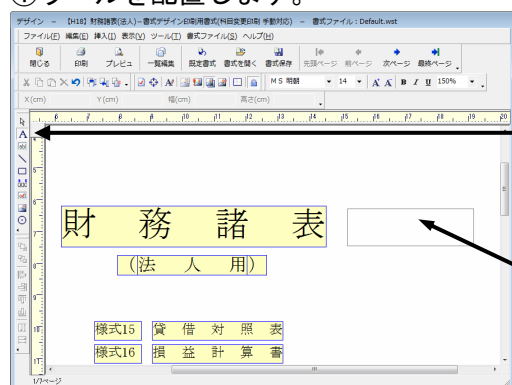 ①ツールを配置します。
デザイン － [H18] 財務諸表(法人)－書式デザインE印刷用書式(科目変更印刷 手動対応) － 書式ファイル：Default.wst
ファイル(F) 編集(E) 挿入(I) 表示(V) ツール(T) 書式ファイル(S) ヘルプ(H)
閉じる 印刷 プレビュ 一覧編集 既定書式 書式を開く 書式保存 先頭ページ 前ページ 次ページ 最終ページ
ＭＳ 明朝 14 B I U 150%
X(cm) Y(cm) 幅(cm) 高さ(cm)
財 務 諸 表
(法 人 用)
様式15 貸 借 対 照 表
様式16 損 益 計 算 書
1/7ページ